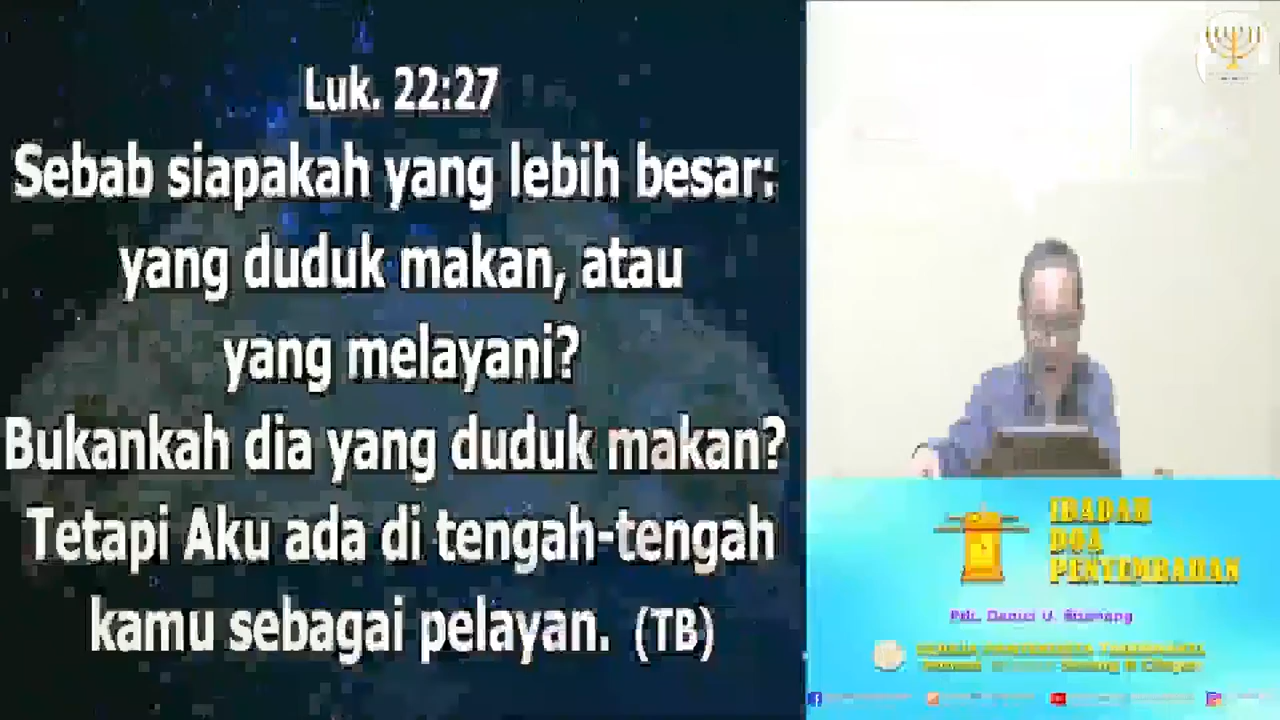 Luk. 22:27
Sebab siapakah yang lebih besar:
yang duduk makan, atau
yang melayani?
Bukankah dia yang duduk makan?
Tetapi Aku ada di tengah-tengah
kamu sebagai pelayan. (TB)
IBADAH
DOA
PENYEMBAHAN